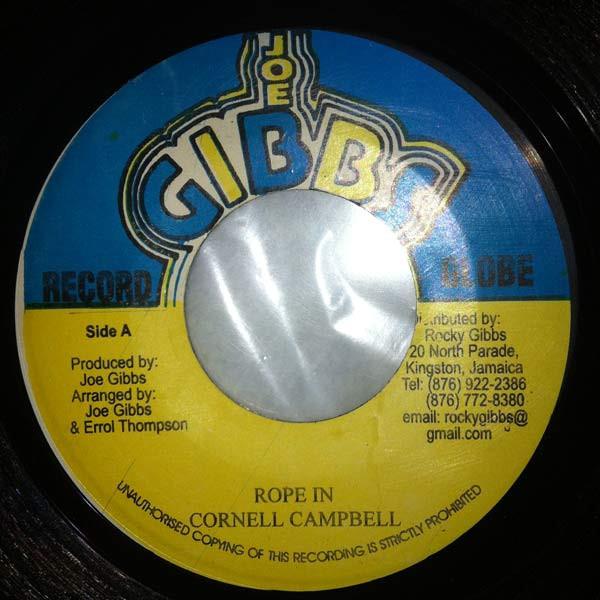 JOE
GIBBS
RECORD
GLOBE
Side A
Produced by:
Joe Gibbs
Arranged by:
Joe Gibbs
& Errol Thompson
Distributed by:
Rocky Gibbs
20 North Parade,
Kingston, Jamaica
Tel: (876) 922-2386
(876) 772-8380
email: rockygibbs@
gmail.com
ROPE IN
CORNELL CAMPBELL
UNAUTHORISED COPYING OF THIS RECORDING IS STRICTLY PROHIBITED